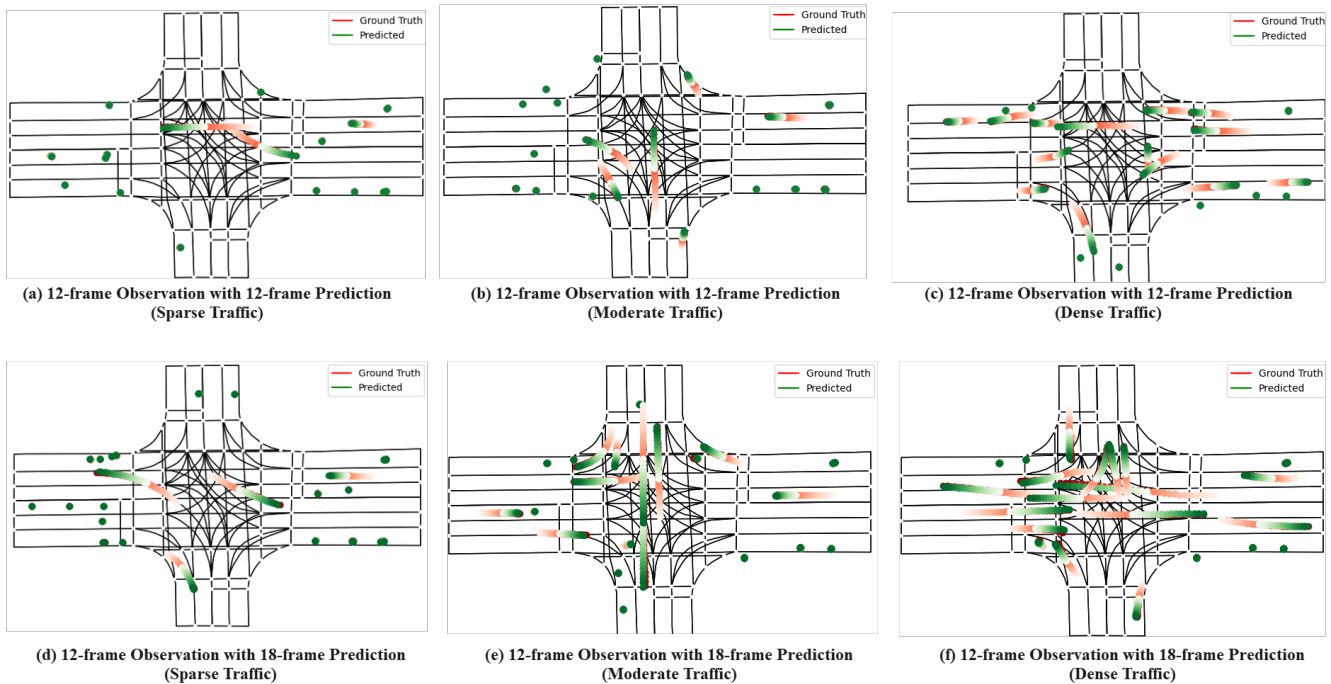 Ground Truth
Predicted
Ground Truth
Predicted
Ground Truth
Predicted
(a) 12-frame Observation with 12-frame Prediction
(Sparse Traffic)
(b) 12-frame Observation with 12-frame Prediction
(Moderate Traffic)
(c) 12-frame Observation with 12-frame Prediction
(Dense Traffic)
Ground Truth
Predicted
Ground Truth
Predicted
Ground Truth
Predicted
(d) 12-frame Observation with 18-frame Prediction
(Sparse Traffic)
(e) 12-frame Observation with 18-frame Prediction
(Moderate Traffic)
(f) 12-frame Observation with 18-frame Prediction
(Dense Traffic)